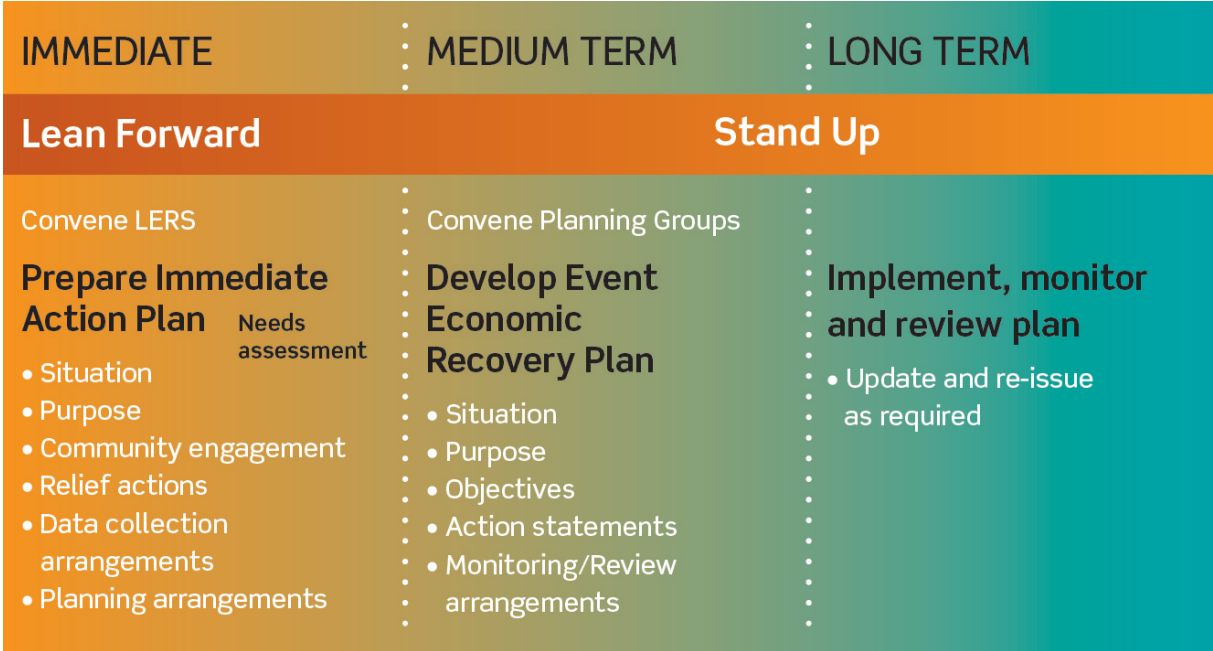 IMMEDIATE
MEDIUM TERM
LONG TERM
Lean Forward
Stand Up
Convene LERS
Prepare Immediate
Action Plan
Needs
assessment
• Situation
• Purpose
• Community engagement
• Relief actions
• Data collection
arrangements
• Planning arrangements
Convene Planning Groups
Develop Event
Economic
Recovery Plan
• Situation
• Purpose
• Objectives
• Action statements
• Monitoring/Review
arrangements
Implement, monitor
and review plan
• Update and re-issue
as required